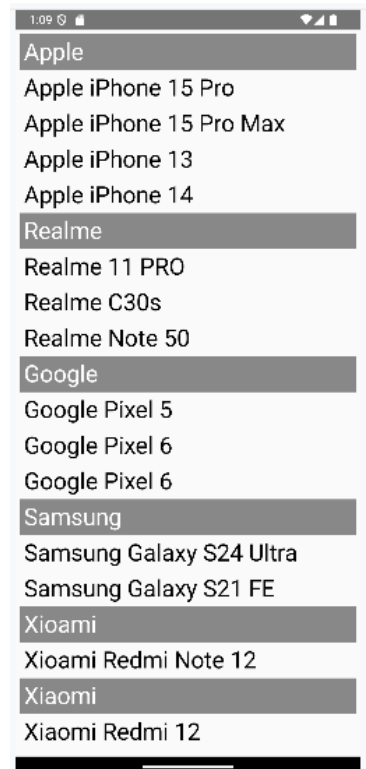 1:09
Apple
Apple iPhone 15 Pro
Apple iPhone 15 Pro Max
Apple iPhone 13
Apple iPhone 14
Realme
Realme 11 PRO
Realme C30s
Realme Note 50
Google
Google Pixel 5
Google Pixel 6
Google Pixel 6
Samsung
Samsung Galaxy S24 Ultra
Samsung Galaxy S21 FE
Xioami
Xioami Redmi Note 12
Xiaomi
Xiaomi Redmi 12